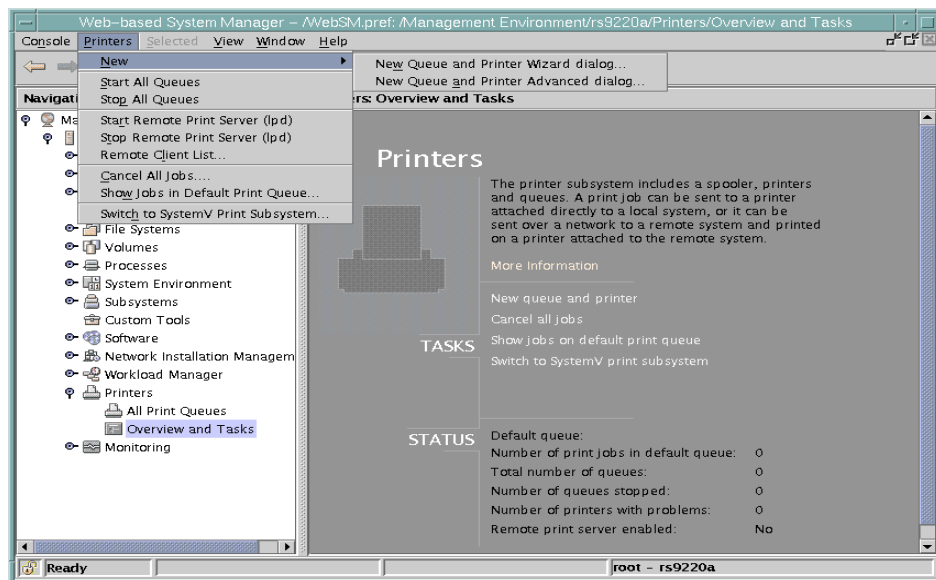 Web-based System Manager - /WebSM.pref: /Management Environment/rs9220a/Printers/Overview and Tasks
Console Printers Selected View Window Help
New
New Queue and Printer Wizard dialog...
New Queue and Printer Advanced dialog...
Start All Queues
Stop All Queues
Start Remote Print Server (lpd)
Stop Remote Print Server (lpd)
Remote Client List...
Cancel All Jobs....
Show Jobs in Default Print Queue...
Switch to SystemV Print Subsystem...
Navigati
rs: Overview and Tasks
Ma
File Systems
Volumes
Processes
System Environment
Subsystems
Custom Tools
Software
Network Installation Managem
Workload Manager
Printers
All Print Queues
Overview and Tasks
Monitoring
Printers
The printer subsystem includes a spooler, printers
and queues. A print job can be sent to a printer
attached directly to a local system, or it can be
sent over a network to a remote system and printed
on a printer attached to the remote system.
More Information
New queue and printer
Cancel all jobs
TASKS Show jobs on default print queue
Switch to SystemV print subsystem
STATUS Default queue:
Number of print jobs in default queue: 0
Total number of queues: 0
Number of queues stopped: 0
Number of printers with problems: 0
Remote print server enabled: No
Ready
root - rs9220a